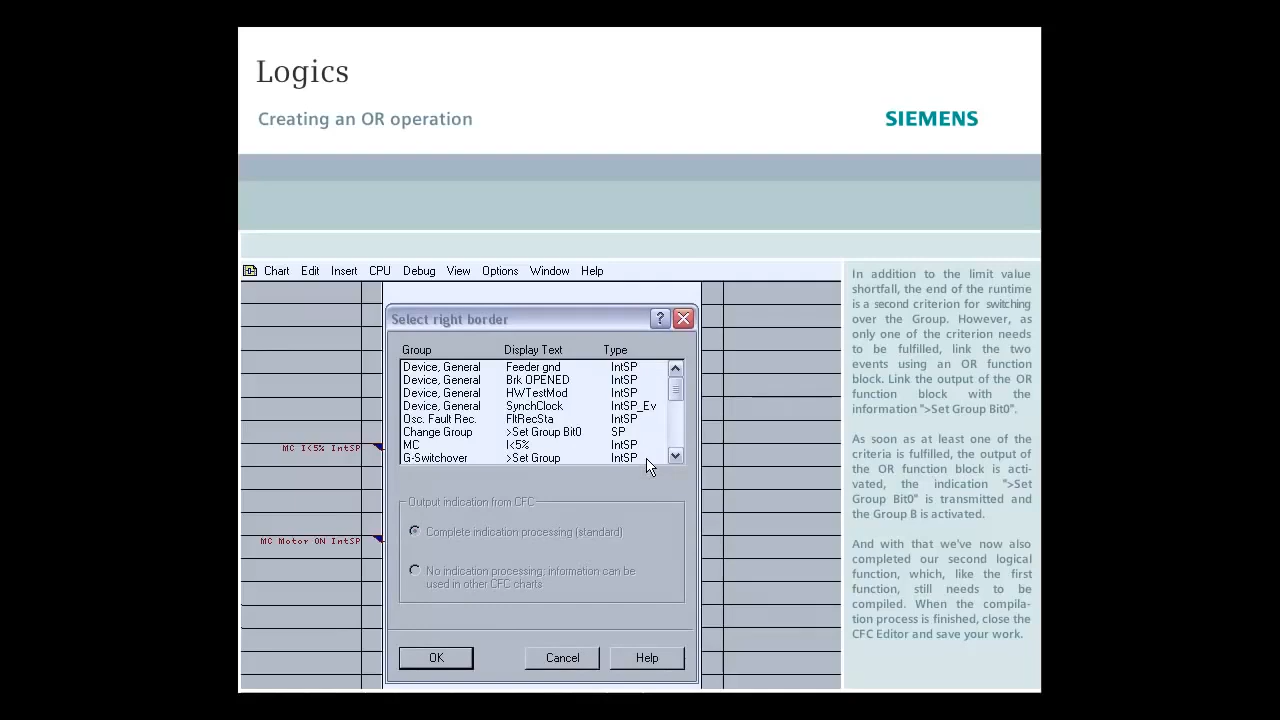 Logics
Creating an OR operation
SIEMENS
Chart Edit Insert CPU Debug View Options Window Help
Select right border
Group Display Text Type
Device, General Feeder gnd IntSP
Device, General Brk OPENED IntSP
Device, General HWTestMod IntSP
Device, General SynchClock IntSP_Ev
Osc. Fault Rec. FltRecSta IntSP
Change Group >Set Group Bit0 SP
MC I<5% IntSP
G-Switchover >Set Group IntSP
Output indication from CFC
Complete indication processing (standard)
No indication processing; information can be
used in other CFC charts
OK Cancel Help
MC I<5% IntSP
MC Motor ON IntSP
In addition to the limit value
shortfall, the end of the runtime
is a second criterion for switching
over the Group. However, as
only one of the criterion needs
to be fulfilled, link the two
events using an OR function
block. Link the output of the OR
function block with the
information ">Set Group Bit0".
As soon as at least one of the
criteria is fulfilled, the output of
the OR function block is acti-
vated, the indication ">Set
Group Bit0" is transmitted and
the Group B is activated.
And with that we've now also
completed our second logical
function, which, like the first
function, still needs to be
compiled. When the compila-
tion process is finished, close the
CFC Editor and save your work.